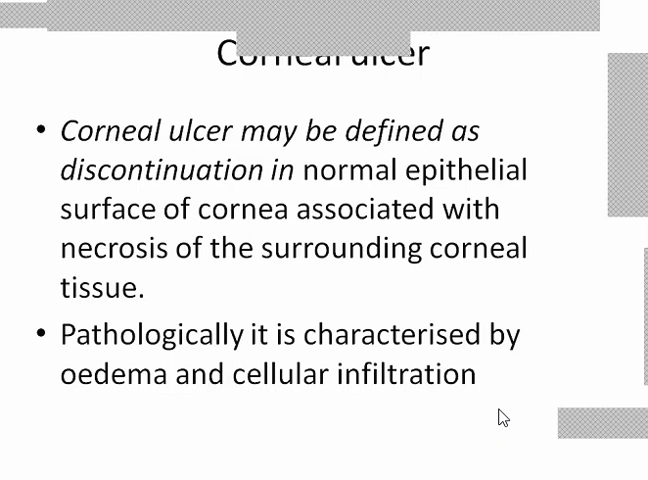 Corneal ulcer
• Corneal ulcer may be defined as
discontinuation in normal epithelial
surface of cornea associated with
necrosis of the surrounding corneal
tissue.
• Pathologically it is characterised by
oedema and cellular infiltration